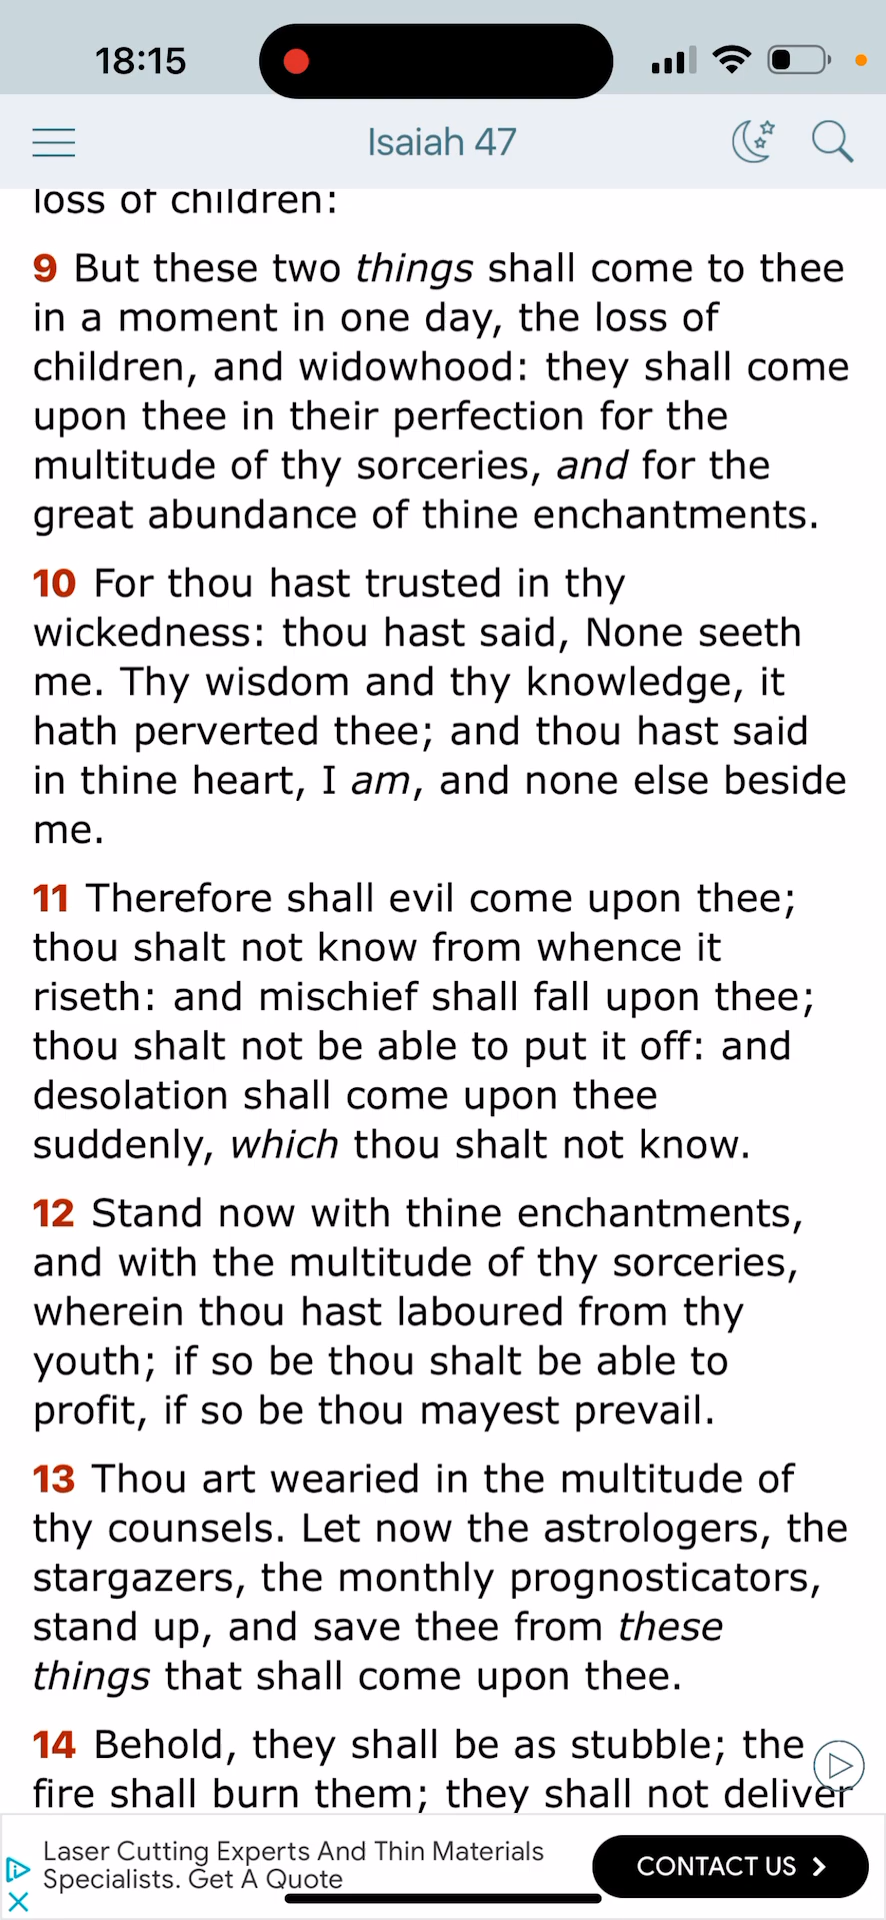 18:15
Isaiah 47
loss of children:
9 But these two things shall come to thee
in a moment in one day, the loss of
children, and widowhood: they shall come
upon thee in their perfection for the
multitude of thy sorceries, and for the
great abundance of thine enchantments.
10 For thou hast trusted in thy
wickedness: thou hast said, None seeth
me. Thy wisdom and thy knowledge, it
hath perverted thee; and thou hast said
in thine heart, I am, and none else beside
me.
11 Therefore shall evil come upon thee;
thou shalt not know from whence it
riseth: and mischief shall fall upon thee;
thou shalt not be able to put it off: and
desolation shall come upon thee
suddenly, which thou shalt not know.
12 Stand now with thine enchantments,
and with the multitude of thy sorceries,
wherein thou hast laboured from thy
youth; if so be thou shalt be able to
profit, if so be thou mayest prevail.
13 Thou art wearied in the multitude of
thy counsels. Let now the astrologers, the
stargazers, the monthly prognosticators,
stand up, and save thee from these
things that shall come upon thee.
14 Behold, they shall be as stubble; the
fire shall burn them; they shall not deliver
Laser Cutting Experts And Thin Materials
Specialists. Get A Quote
CONTACT US